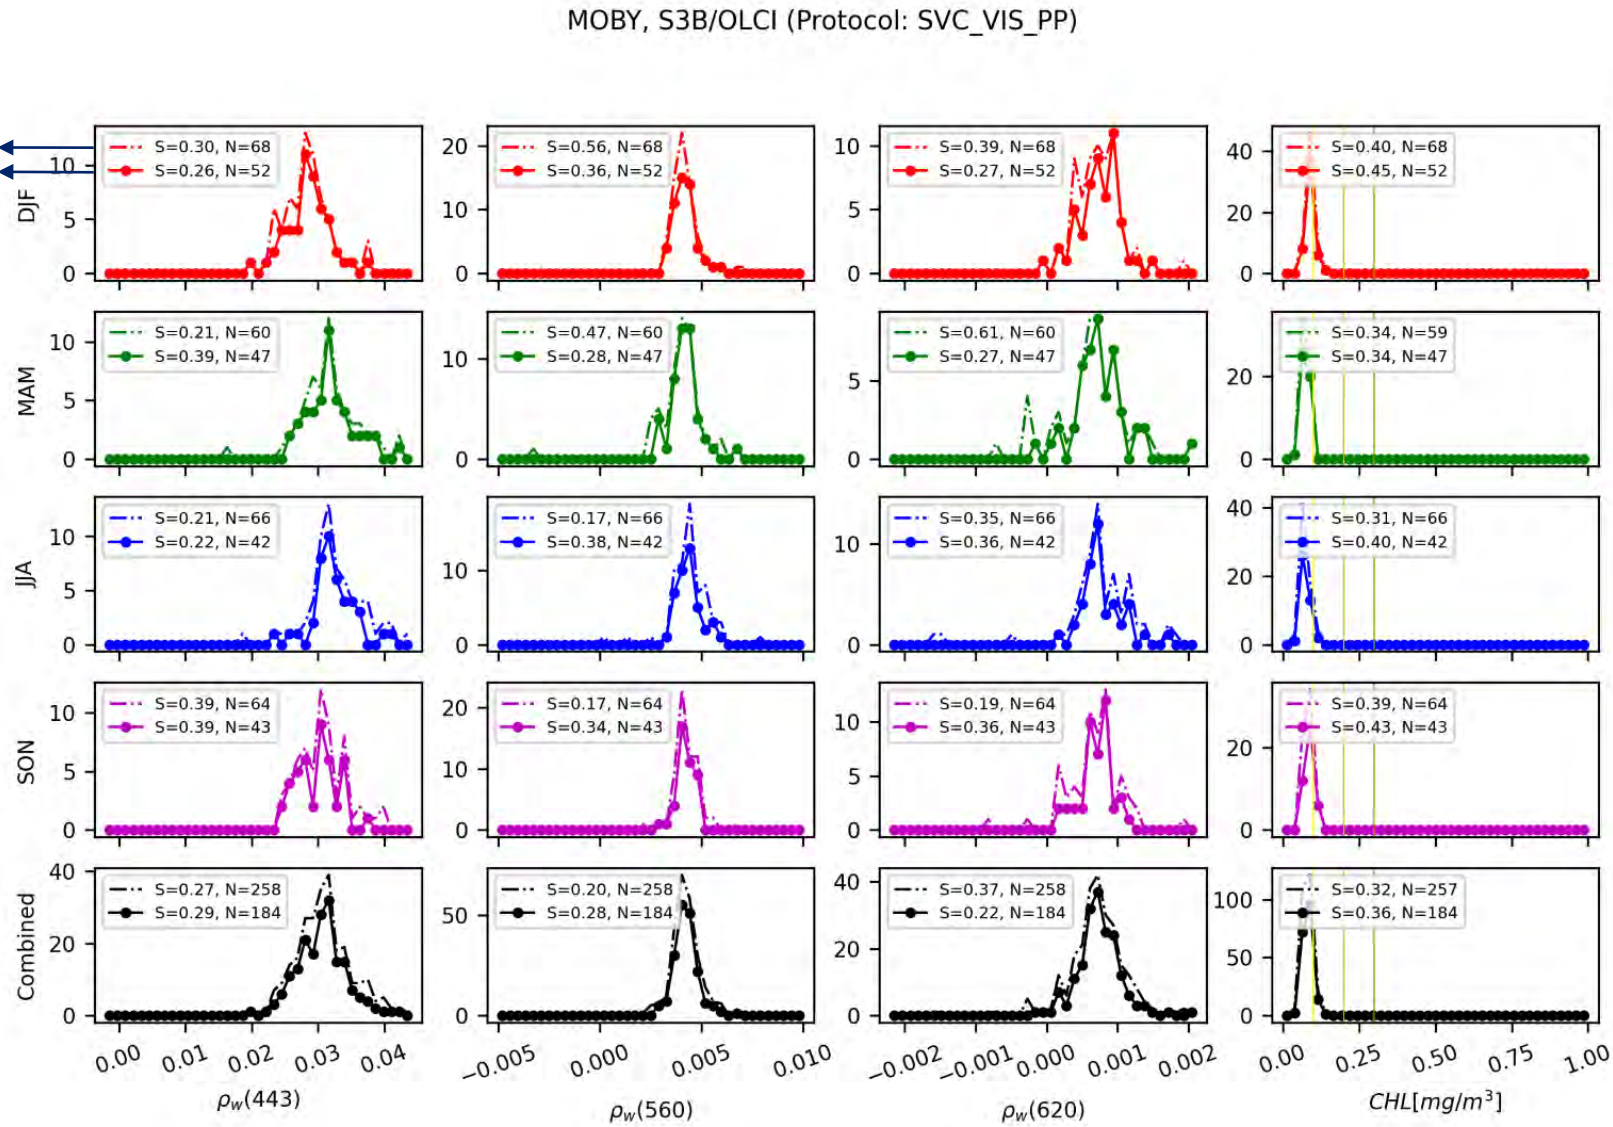 MOBY, S3B/OLCI (Protocol: SVC_VIS_PP)
DJF
10
5
0
S=0.30, N=68
S=0.26, N=52
20
10
0
S=0.56, N=68
S=0.36, N=52
10
5
0
S=0.39, N=68
S=0.27, N=52
40
20
0
S=0.40, N=68
S=0.45, N=52
MAM
10
5
0
S=0.21, N=60
S=0.39, N=47
10
0
S=0.47, N=60
S=0.28, N=47
5
0
S=0.61, N=60
S=0.27, N=47
20
0
S=0.34, N=59
S=0.34, N=47
JJA
10
5
0
S=0.21, N=66
S=0.22, N=42
10
0
S=0.17, N=66
S=0.38, N=42
10
0
S=0.35, N=66
S=0.36, N=42
40
20
0
S=0.31, N=66
S=0.40, N=42
SON
10
5
0
S=0.39, N=64
S=0.39, N=43
20
10
0
S=0.17, N=64
S=0.34, N=43
10
5
0
S=0.19, N=64
S=0.36, N=43
20
0
S=0.39, N=64
S=0.43, N=43
Combined
40
20
0
S=0.27, N=258
S=0.29, N=184
50
0
S=0.20, N=258
S=0.28, N=184
40
20
0
S=0.37, N=258
S=0.22, N=184
100
50
0
S=0.32, N=257
S=0.36, N=184
0.00 0.01 0.02 0.03 0.04
ρw(443)
−0.005 0.000 0.005 0.010
ρw(560)
−0.002 −0.001 0.000 0.001 0.002
ρw(620)
0.00 0.25 0.50 0.75 1.00
CHL[mg/m³]